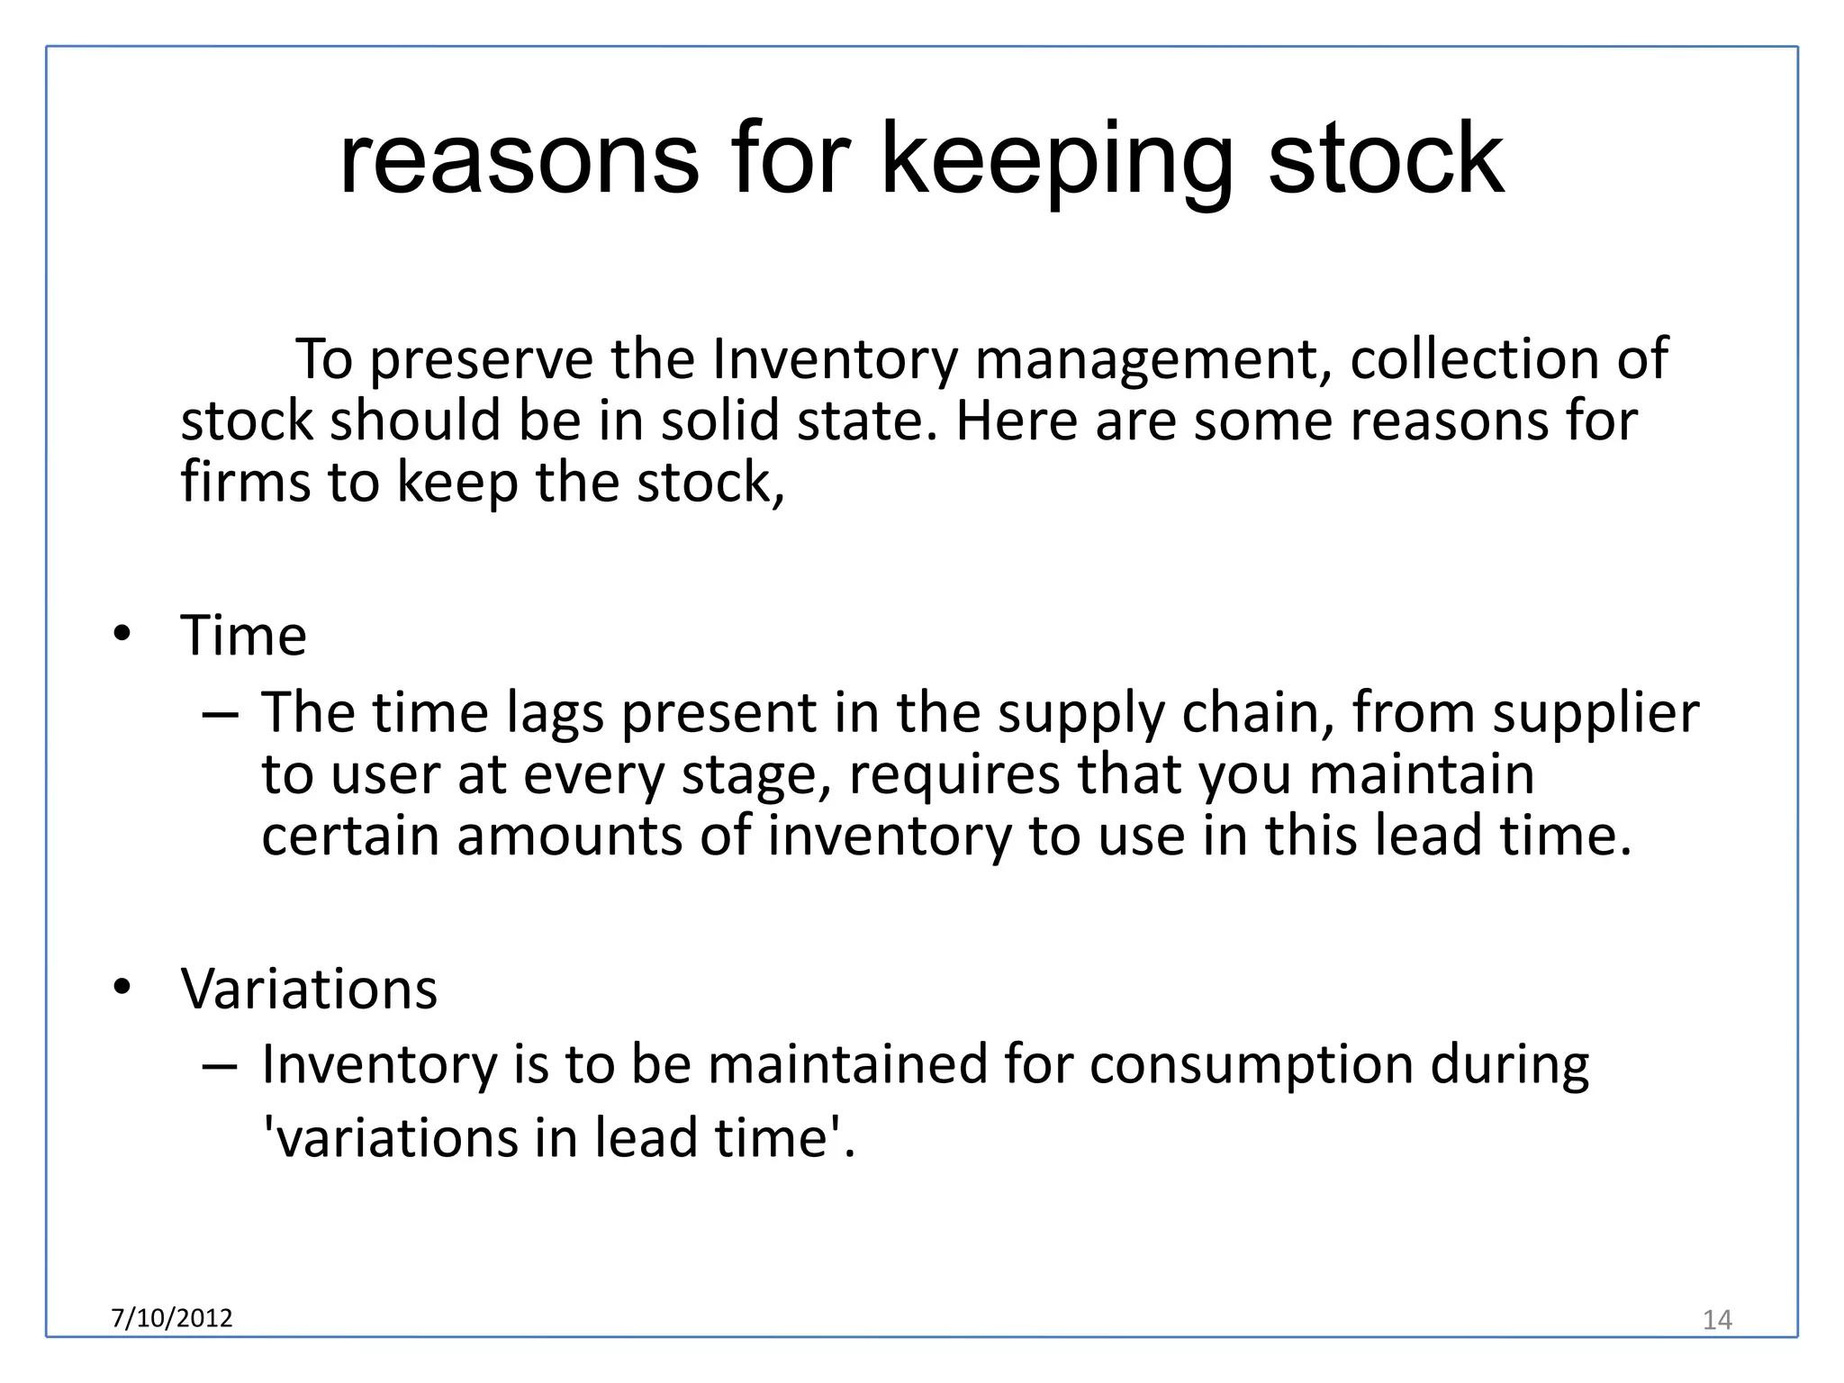 reasons for keeping stock
To preserve the Inventory management, collection of
stock should be in solid state. Here are some reasons for
firms to keep the stock,
• Time
– The time lags present in the supply chain, from supplier
to user at every stage, requires that you maintain
certain amounts of inventory to use in this lead time.
• Variations
– Inventory is to be maintained for consumption during
'variations in lead time'.
7/10/2012
14